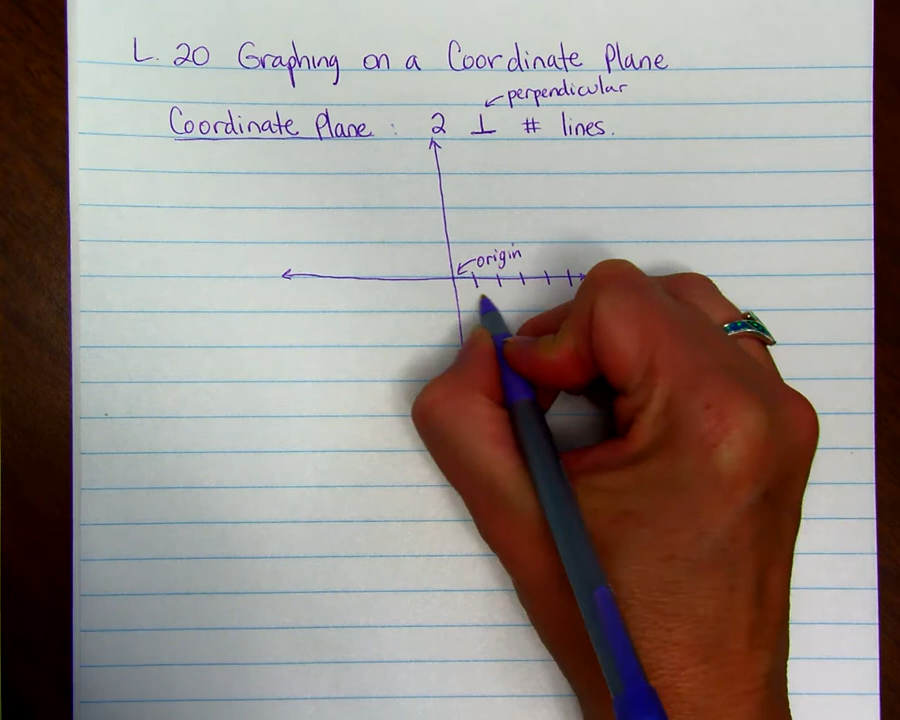 L. 20 Graphing on a Coordinate Plane
perpendicular
Coordinate Plane : 2 ⊥ # lines.
origin